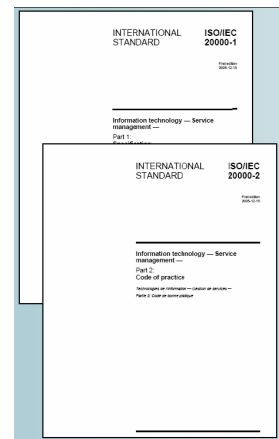 INTERNATIONAL STANDARD
ISO/IEC 20000-1
First edition
2005-12-15
Information technology — Service
management —
Part 1:
Specification
INTERNATIONAL STANDARD
ISO/IEC 20000-2
First edition
2005-12-15
Information technology — Service
management —
Part 2:
Code of practice
Technologies de l'information — Gestion de services —
Partie 2: Code de bonne pratique